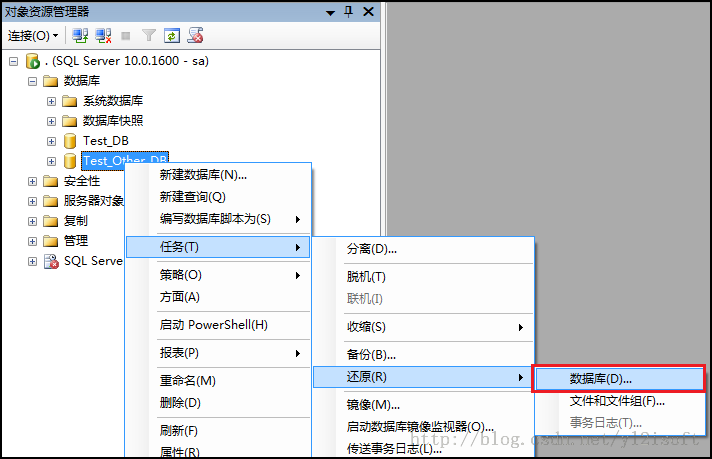 对象资源管理器
连接(O)
. (SQL Server 10.0.1600 - sa)
数据库
系统数据库
数据库快照
Test_DB
Test_Other_DB
安全性
服务器对象
复制
管理
SQL Serve
新建数据库(N)...
新建查询(Q)
编写数据库脚本为(S)
任务(T)
策略(O)
方面(A)
启动 PowerShell(H)
报表(P)
重命名(M)
删除(D)
刷新(F)
属性(R)
分离(D)...
脱机(T)
联机(I)
收缩(S)
备份(B)...
还原(R)
镜像(M)...
启动数据库镜像监视器(O)...
传送事务日志(L)...
数据库(D)...
文件和文件组(F)...
事务日志(T)...
http://blog.csdn.net/yl2isoft